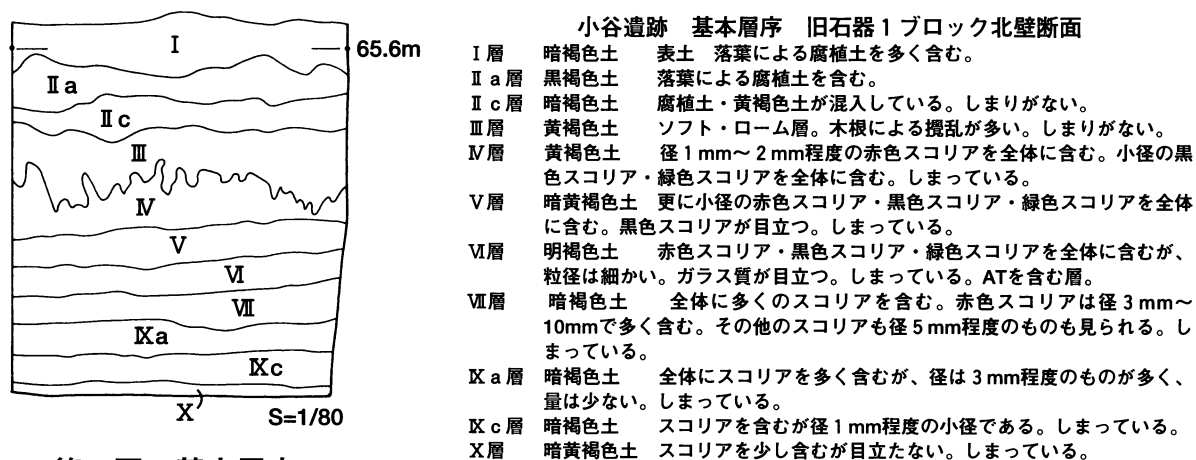 I
65.6m
Ⅱa
Ⅱc
Ⅲ
Ⅳ
Ⅴ
Ⅵ
Ⅶ
Ⅸa
Ⅸc
X
S=1/80
小谷遺跡 基本層序 旧石器1ブロック北壁断面
Ⅰ層 暗褐色土 表土 落葉による腐植土を多く含む。
Ⅱa層 黒褐色土 落葉による腐植土を含む。
Ⅱc層 暗褐色土 腐植土・黄褐色土が混入している。しまりがない。
Ⅲ層 黄褐色土 ソフト・ローム層。木根による攪乱が多い。しまりがない。
Ⅳ層 黄褐色土 径1mm～2mm程度の赤色スコリアを全体に含む。小径の黒
色スコリア・緑色スコリアを全体に含む。しまっている。
Ⅴ層 暗黄褐色土 更に小径の赤色スコリア・黒色スコリア・緑色スコリアを全体
に含む。黒色スコリアが目立つ。しまっている。
Ⅵ層 明褐色土 赤色スコリア・黒色スコリア・緑色スコリアを全体に含むが、
粒径は細かい。ガラス質が目立つ。しまっている。ATを含む層。
Ⅶ層 暗褐色土 全体に多くのスコリアを含む。赤色スコリアは径3mm～
10mmで多く含む。その他のスコリアも径5mm程度のものも見られる。し
まっている。
Ⅸa層 暗褐色土 全体にスコリアを多く含むが、径は3mm程度のものが多く、
量は少ない。しまっている。
Ⅸc層 暗褐色土 スコリアを含むが径1mm程度の小径である。しまっている。
X層 暗黄褐色土 スコリアを少し含むが目立たない。しまっている。